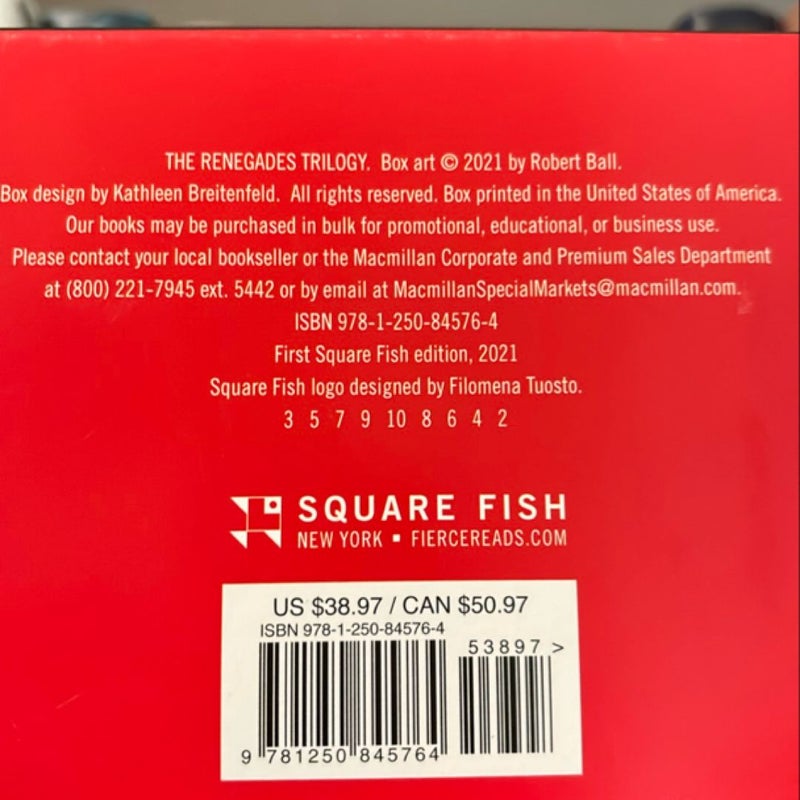 THE RENEGADES TRILOGY. Box art © 2021 by Robert Ball.
Box design by Kathleen Breitenfeld. All rights reserved. Box printed in the United States of America.
Our books may be purchased in bulk for promotional, educational, or business use.
Please contact your local bookseller or the Macmillan Corporate and Premium Sales Department
at (800) 221-7945 ext. 5442 or by email at MacmillanSpecialMarkets@macmillan.com.
ISBN 978-1-250-84576-4
First Square Fish edition, 2021
Square Fish logo designed by Filomena Tuosto.
3 5 7 9 10 8 6 4 2
SQUARE FISH
NEW YORK ▪ FIERCEREADS.COM
US $38.97 / CAN $50.97
ISBN 978-1-250-84576-4
53897 >
9 781250 845764